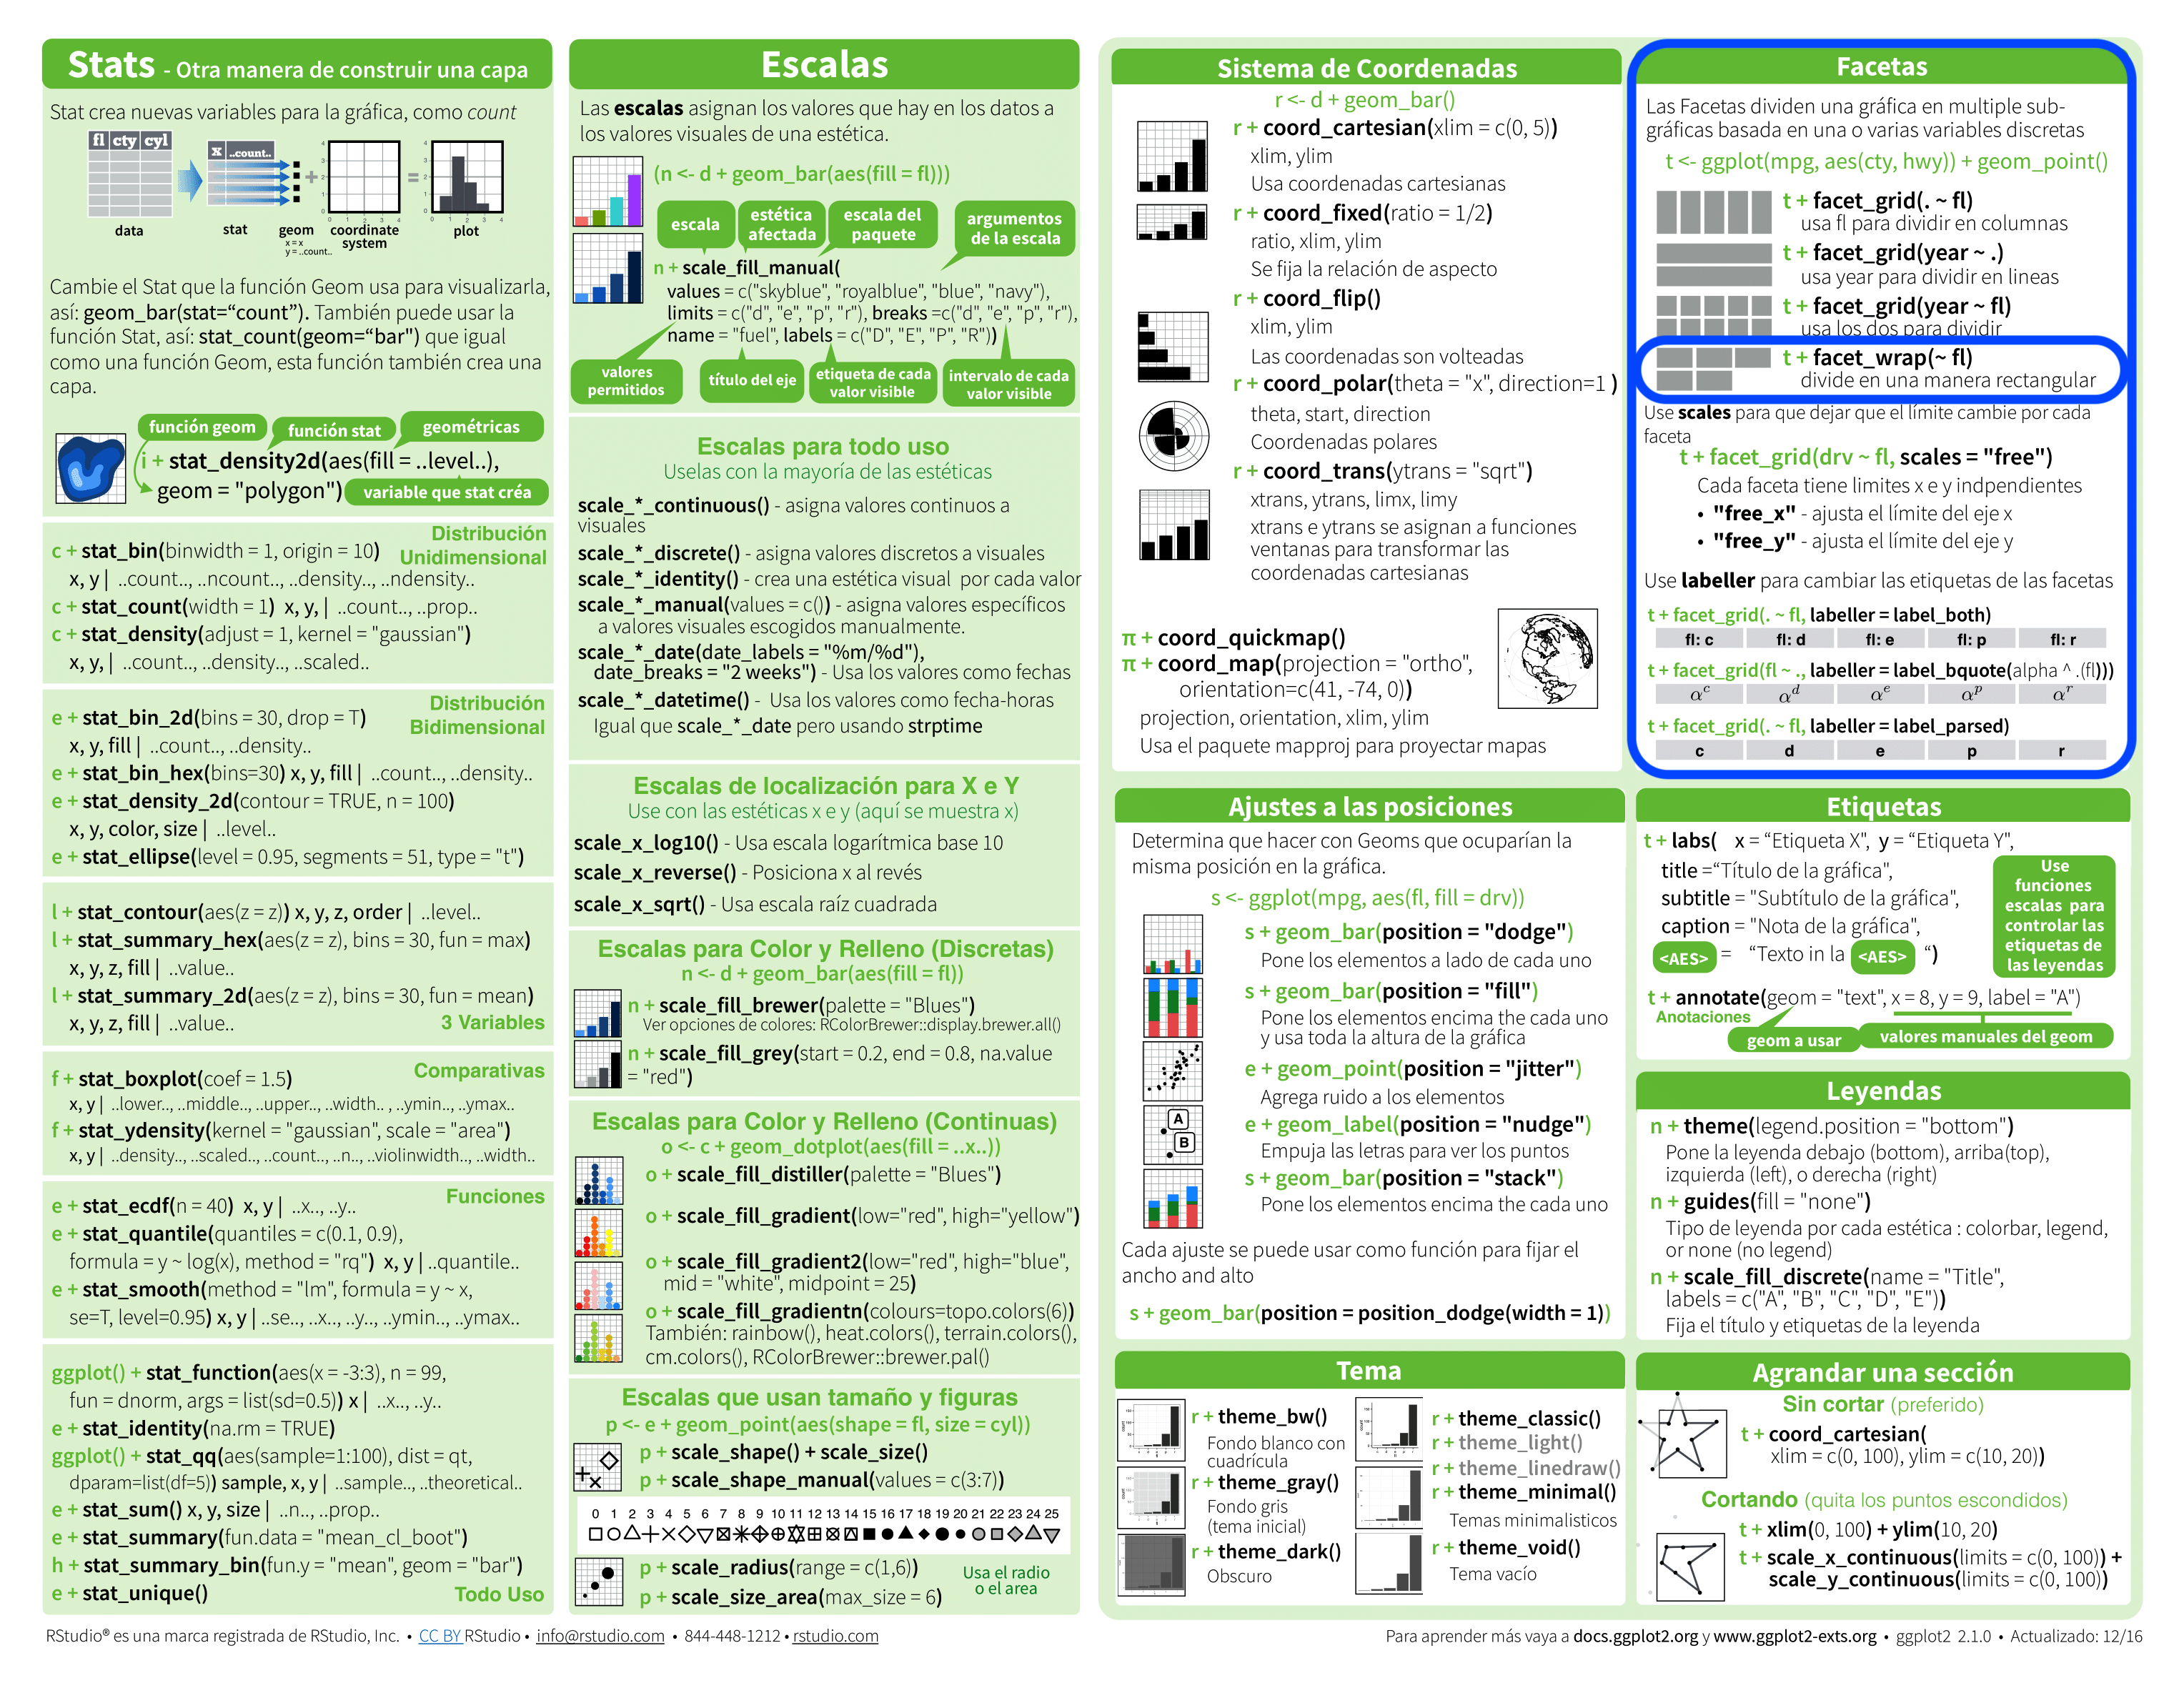 Stats - Otra manera de construir una capa
Stat crea nuevas variables para la gráfica, como count
fl cty cyl
x ..count..
data
stat
geom
x = x
y = ..count..
coordinate
system
plot
Cambie el Stat que la función Geom usa para visualizarla,
así: geom_bar(stat=“count”). También puede usar la
función Stat, así: stat_count(geom=“bar") que igual
como una función Geom, esta función también crea una
capa.
función geom
función stat
geométricas
i + stat_density2d(aes(fill = ..level..),
geom = "polygon")
variable que stat créa
Distribución
Unidimensional
c + stat_bin(binwidth = 1, origin = 10)
x, y | ..count.., ..ncount.., ..density.., ..ndensity..
c + stat_count(width = 1) x, y, | ..count.., ..prop..
c + stat_density(adjust = 1, kernel = "gaussian")
x, y, | ..count.., ..density.., ..scaled..
Distribución
Bidimensional
e + stat_bin_2d(bins = 30, drop = T)
x, y, fill | ..count.., ..density..
e + stat_bin_hex(bins=30) x, y, fill | ..count.., ..density..
e + stat_density_2d(contour = TRUE, n = 100)
x, y, color, size | ..level..
e + stat_ellipse(level = 0.95, segments = 51, type = "t")
l + stat_contour(aes(z = z)) x, y, z, order | ..level..
l + stat_summary_hex(aes(z = z), bins = 30, fun = max)
x, y, z, fill | ..value..
l + stat_summary_2d(aes(z = z), bins = 30, fun = mean)
x, y, z, fill | ..value..
3 Variables
Comparativas
f + stat_boxplot(coef = 1.5)
x, y | ..lower.., ..middle.., ..upper.., ..width.. , ..ymin.., ..ymax..
f + stat_ydensity(kernel = "gaussian", scale = "area")
x, y | ..density.., ..scaled.., ..count.., ..n.., ..violinwidth.., ..width..
Funciones
e + stat_ecdf(n = 40) x, y | ..x.., ..y..
e + stat_quantile(quantiles = c(0.1, 0.9),
formula = y ~ log(x), method = "rq") x, y | ..quantile..
e + stat_smooth(method = "lm", formula = y ~ x,
se=T, level=0.95) x, y | ..se.., ..x.., ..y.., ..ymin.., ..ymax..
ggplot() + stat_function(aes(x = -3:3), n = 99,
fun = dnorm, args = list(sd=0.5)) x | ..x.., ..y..
e + stat_identity(na.rm = TRUE)
ggplot() + stat_qq(aes(sample=1:100), dist = qt,
dparam=list(df=5)) sample, x, y | ..sample.., ..theoretical..
e + stat_sum() x, y, size | ..n.., ..prop..
e + stat_summary(fun.data = "mean_cl_boot")
h + stat_summary_bin(fun.y = "mean", geom = "bar")
e + stat_unique()
Todo Uso
Escalas
Las escalas asignan los valores que hay en los datos a
los valores visuales de una estética.
(n <- d + geom_bar(aes(fill = fl)))
escala
estética
afectada
escala del
paquete
argumentos
de la escala
n + scale_fill_manual(
values = c("skyblue", "royalblue", "blue", "navy"),
limits = c("d", "e", "p", "r"), breaks =c("d", "e", "p", "r"),
name = "fuel", labels = c("D", "E", "P", "R"))
valores
permitidos
título del eje
etiqueta de cada
valor visible
intervalo de cada
valor visible
Escalas para todo uso
Uselas con la mayoría de las estéticas
scale_*_continuous() - asigna valores continuos a
visuales
scale_*_discrete() - asigna valores discretos a visuales
scale_*_identity() - crea una estética visual por cada valor
scale_*_manual(values = c()) - asigna valores específicos
a valores visuales escogidos manualmente.
scale_*_date(date_labels = "%m/%d"),
date_breaks = "2 weeks") - Usa los valores como fechas
scale_*_datetime() - Usa los valores como fecha-horas
Igual que scale_*_date pero usando strptime
Escalas de localización para X e Y
Use con las estéticas x e y (aquí se muestra x)
scale_x_log10() - Usa escala logarítmica base 10
scale_x_reverse() - Posiciona x al revés
scale_x_sqrt() - Usa escala raíz cuadrada
Escalas para Color y Relleno (Discretas)
n <- d + geom_bar(aes(fill = fl))
n + scale_fill_brewer(palette = "Blues")
Ver opciones de colores: RColorBrewer::display.brewer.all()
n + scale_fill_grey(start = 0.2, end = 0.8, na.value
= "red")
Escalas para Color y Relleno (Continuas)
o <- c + geom_dotplot(aes(fill = ..x..))
o + scale_fill_distiller(palette = "Blues")
o + scale_fill_gradient(low="red", high="yellow")
o + scale_fill_gradient2(low="red", high="blue",
mid = "white", midpoint = 25)
o + scale_fill_gradientn(colours=topo.colors(6))
También: rainbow(), heat.colors(), terrain.colors(),
cm.colors(), RColorBrewer::brewer.pal()
Escalas que usan tamaño y figuras
p <- e + geom_point(aes(shape = fl, size = cyl))
p + scale_shape() + scale_size()
p + scale_shape_manual(values = c(3:7))
0 1 2 3 4 5 6 7 8 9 10 11 12 13 14 15 16 17 18 19 20 21 22 23 24 25
p + scale_radius(range = c(1,6))
p + scale_size_area(max_size = 6)
Usa el radio
o el area
Sistema de Coordenadas
r <- d + geom_bar()
r + coord_cartesian(xlim = c(0, 5))
xlim, ylim
Usa coordenadas cartesianas
r + coord_fixed(ratio = 1/2)
ratio, xlim, ylim
Se fija la relación de aspecto
r + coord_flip()
xlim, ylim
Las coordenadas son volteadas
r + coord_polar(theta = "x", direction=1 )
theta, start, direction
Coordenadas polares
r + coord_trans(ytrans = "sqrt")
xtrans, ytrans, limx, limy
xtrans e ytrans se asignan a funciones
ventanas para transformar las
coordenadas cartesianas
π + coord_quickmap()
π + coord_map(projection = "ortho",
orientation=c(41, -74, 0))
projection, orientation, xlim, ylim
Usa el paquete mapproj para proyectar mapas
Ajustes a las posiciones
Determina que hacer con Geoms que ocuparían la
misma posición en la gráfica.
s <- ggplot(mpg, aes(fl, fill = drv))
s + geom_bar(position = "dodge")
Pone los elementos a lado de cada uno
s + geom_bar(position = "fill")
Pone los elementos encima the cada uno
y usa toda la altura de la gráfica
e + geom_point(position = "jitter")
Agrega ruido a los elementos
A
B
e + geom_label(position = "nudge")
Empuja las letras para ver los puntos
s + geom_bar(position = "stack")
Pone los elementos encima the cada uno
Cada ajuste se puede usar como función para fijar el
ancho and alto
s + geom_bar(position = position_dodge(width = 1))
Tema
r + theme_bw()
Fondo blanco con
cuadrícula
r + theme_gray()
Fondo gris
(tema inicial)
r + theme_dark()
Obscuro
r + theme_classic()
r + theme_light()
r + theme_linedraw()
r + theme_minimal()
Temas minimalisticos
r + theme_void()
Tema vacío
Facetas
Las Facetas dividen una gráfica en multiple sub-
gráficas basada en una o varias variables discretas
t <- ggplot(mpg, aes(cty, hwy)) + geom_point()
t + facet_grid(. ~ fl)
usa fl para dividir en columnas
t + facet_grid(year ~ .)
usa year para dividir en lineas
t + facet_grid(year ~ fl)
usa los dos para dividir
t + facet_wrap(~ fl)
divide en una manera rectangular
Use scales para que dejar que el límite cambie por cada
faceta
t + facet_grid(drv ~ fl, scales = "free")
Cada faceta tiene limites x e y indpendientes
• "free_x" - ajusta el límite del eje x
• "free_y" - ajusta el límite del eje y
Use labeller para cambiar las etiquetas de las facetas
t + facet_grid(. ~ fl, labeller = label_both)
fl: c fl: d fl: e fl: p fl: r
t + facet_grid(fl ~ ., labeller = label_bquote(alpha ^ .(fl)))
α^c α^d α^e α^p α^r
t + facet_grid(. ~ fl, labeller = label_parsed)
c d e p r
Etiquetas
t + labs( x = “Etiqueta X”, y = “Etiqueta Y”,
title =“Título de la gráfica”,
subtitle = "Subtítulo de la gráfica“,
caption = "Nota de la gráfica“,
<AES> = “Texto in la <AES> “)
Use
funciones
escalas para
controlar las
etiquetas de
las leyendas
t + annotate(geom = "text", x = 8, y = 9, label = "A")
Anotaciones
geom a usar
valores manuales del geom
Leyendas
n + theme(legend.position = "bottom")
Pone la leyenda debajo (bottom), arriba(top),
izquierda (left), o derecha (right)
n + guides(fill = "none")
Tipo de leyenda por cada estética : colorbar, legend,
or none (no legend)
n + scale_fill_discrete(name = "Title",
labels = c("A", "B", "C", "D", "E"))
Fija el título y etiquetas de la leyenda
Agrandar una sección
Sin cortar (preferido)
t + coord_cartesian(
xlim = c(0, 100), ylim = c(10, 20))
Cortando (quita los puntos escondidos)
t + xlim(0, 100) + ylim(10, 20)
t + scale_x_continuous(limits = c(0, 100)) +
scale_y_continuous(limits = c(0, 100))
RStudio® es una marca registrada de RStudio, Inc. • CC BY RStudio • info@rstudio.com • 844-448-1212 • rstudio.com
Para aprender más vaya a docs.ggplot2.org y www.ggplot2-exts.org • ggplot2 2.1.0 • Actualizado: 12/16